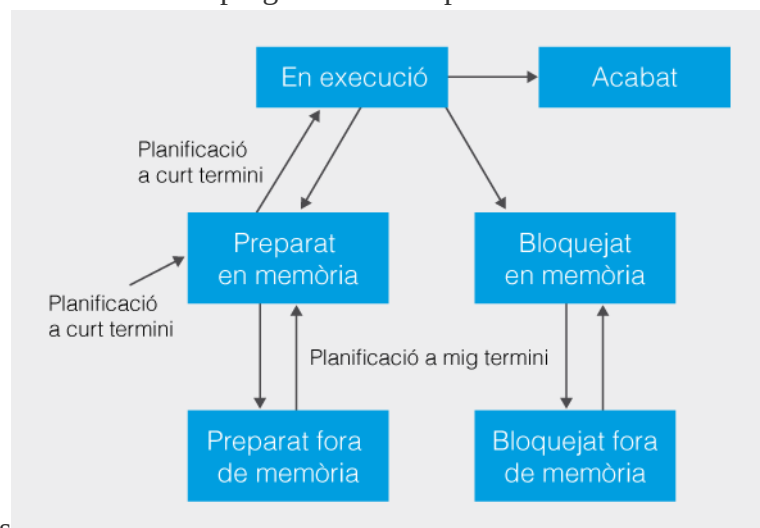 En execució
Acabat
Planificació
a curt termini
Preparat
en memòria
Bloquejat
en memòria
Planificació
a curt termini
Planificació a mig termini
Preparat fora
de memòria
Bloquejat fora
de memòria